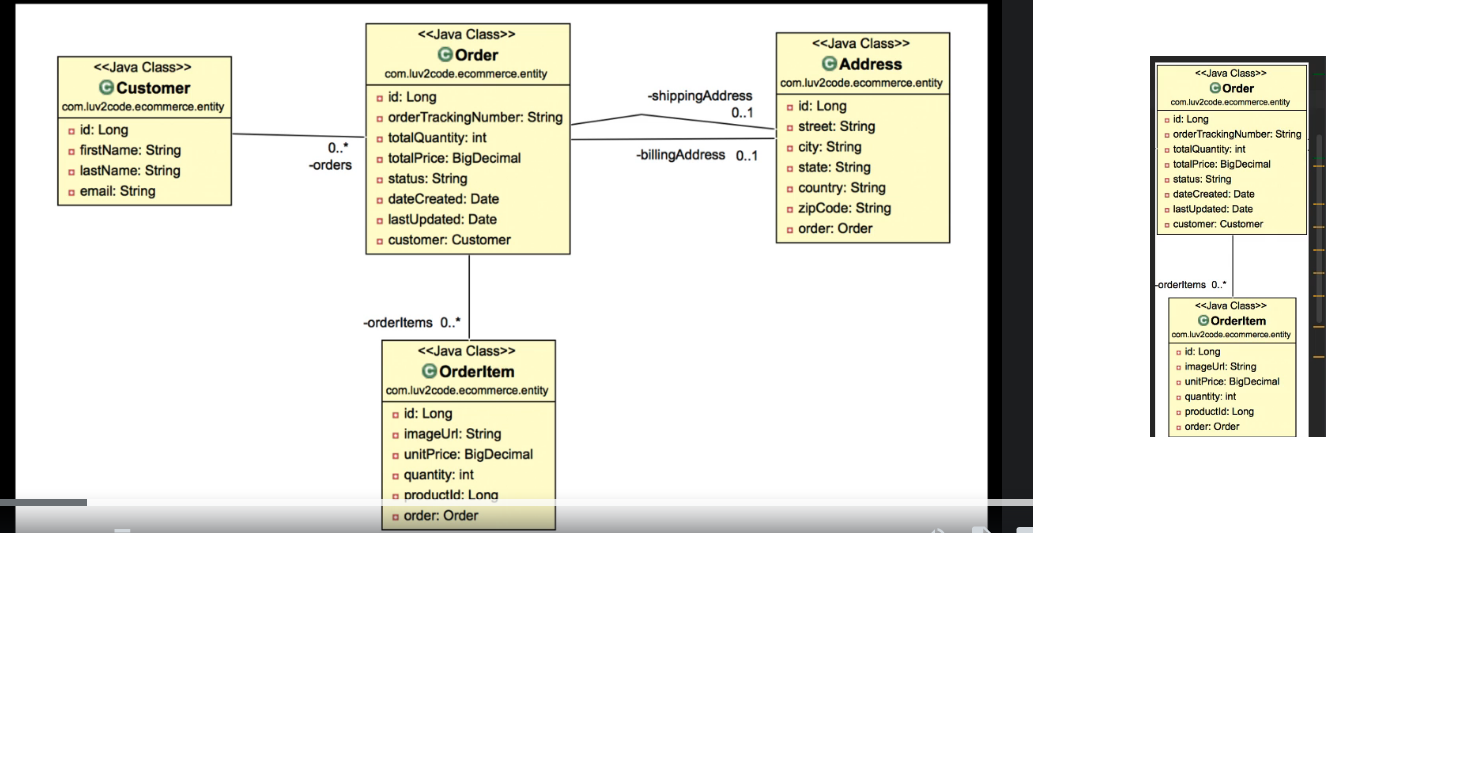 <<Java Class>>
Customer
com.luv2code.ecommerce.entity
id: Long
firstName: String
lastName: String
email: String
0..*
-orders
<<Java Class>>
Order
com.luv2code.ecommerce.entity
id: Long
orderTrackingNumber: String
totalQuantity: int
totalPrice: BigDecimal
status: String
dateCreated: Date
lastUpdated: Date
customer: Customer
-shippingAddress
0..1
-billingAddress 0..1
<<Java Class>>
Address
com.luv2code.ecommerce.entity
id: Long
street: String
city: String
state: String
country: String
zipCode: String
order: Order
-orderItems 0..*
<<Java Class>>
OrderItem
com.luv2code.ecommerce.entity
id: Long
imageUrl: String
unitPrice: BigDecimal
quantity: int
productId: Long
order: Order
<<Java Class>>
Order
com.luv2code.ecommerce.entity
id: Long
orderTrackingNumber: String
totalQuantity: int
totalPrice: BigDecimal
status: String
dateCreated: Date
lastUpdated: Date
customer: Customer
-orderItems 0..*
<<Java Class>>
OrderItem
com.luv2code.ecommerce.entity
id: Long
imageUrl: String
unitPrice: BigDecimal
quantity: int
productId: Long
order: Order